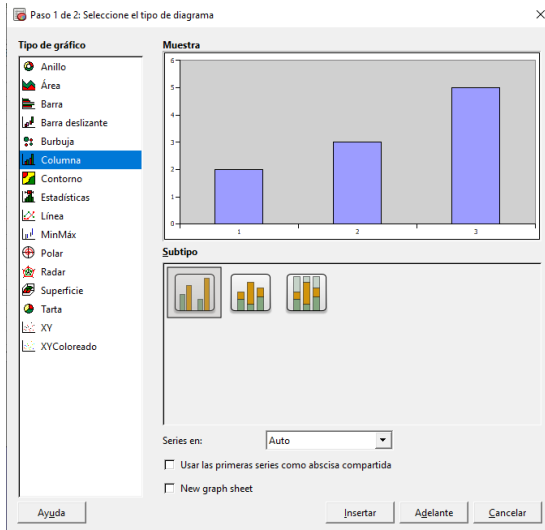 Paso 1 de 2: Seleccione el tipo de diagrama
Tipo de gráfico
Anillo
Área
Barra
Barra deslizante
Burbuja
Columna
Contorno
Estadísticas
Línea
MinMáx
Polar
Radar
Superficie
Tarta
XY
XYColoreado
Muestra
6
5
4
3
2
1
0
1 2 3
Subtipo
Series en: Auto
Usar las primeras series como abscisa compartida
New graph sheet
Ayuda Insertar Adelante Cancelar